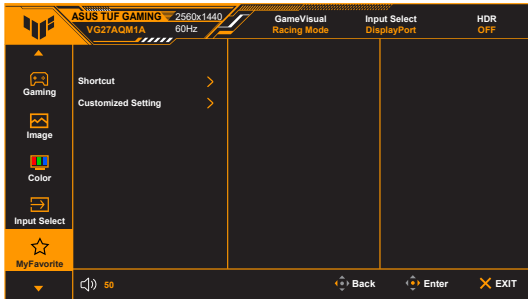 ASUS TUF GAMING
VG27AQM1A
2560x1440
60Hz
GameVisual
Racing Mode
Input Select
DisplayPort
HDR
OFF
Gaming
Image
Color
Input Select
MyFavorite
Shortcut
Customized Setting
50
Back
Enter
EXIT